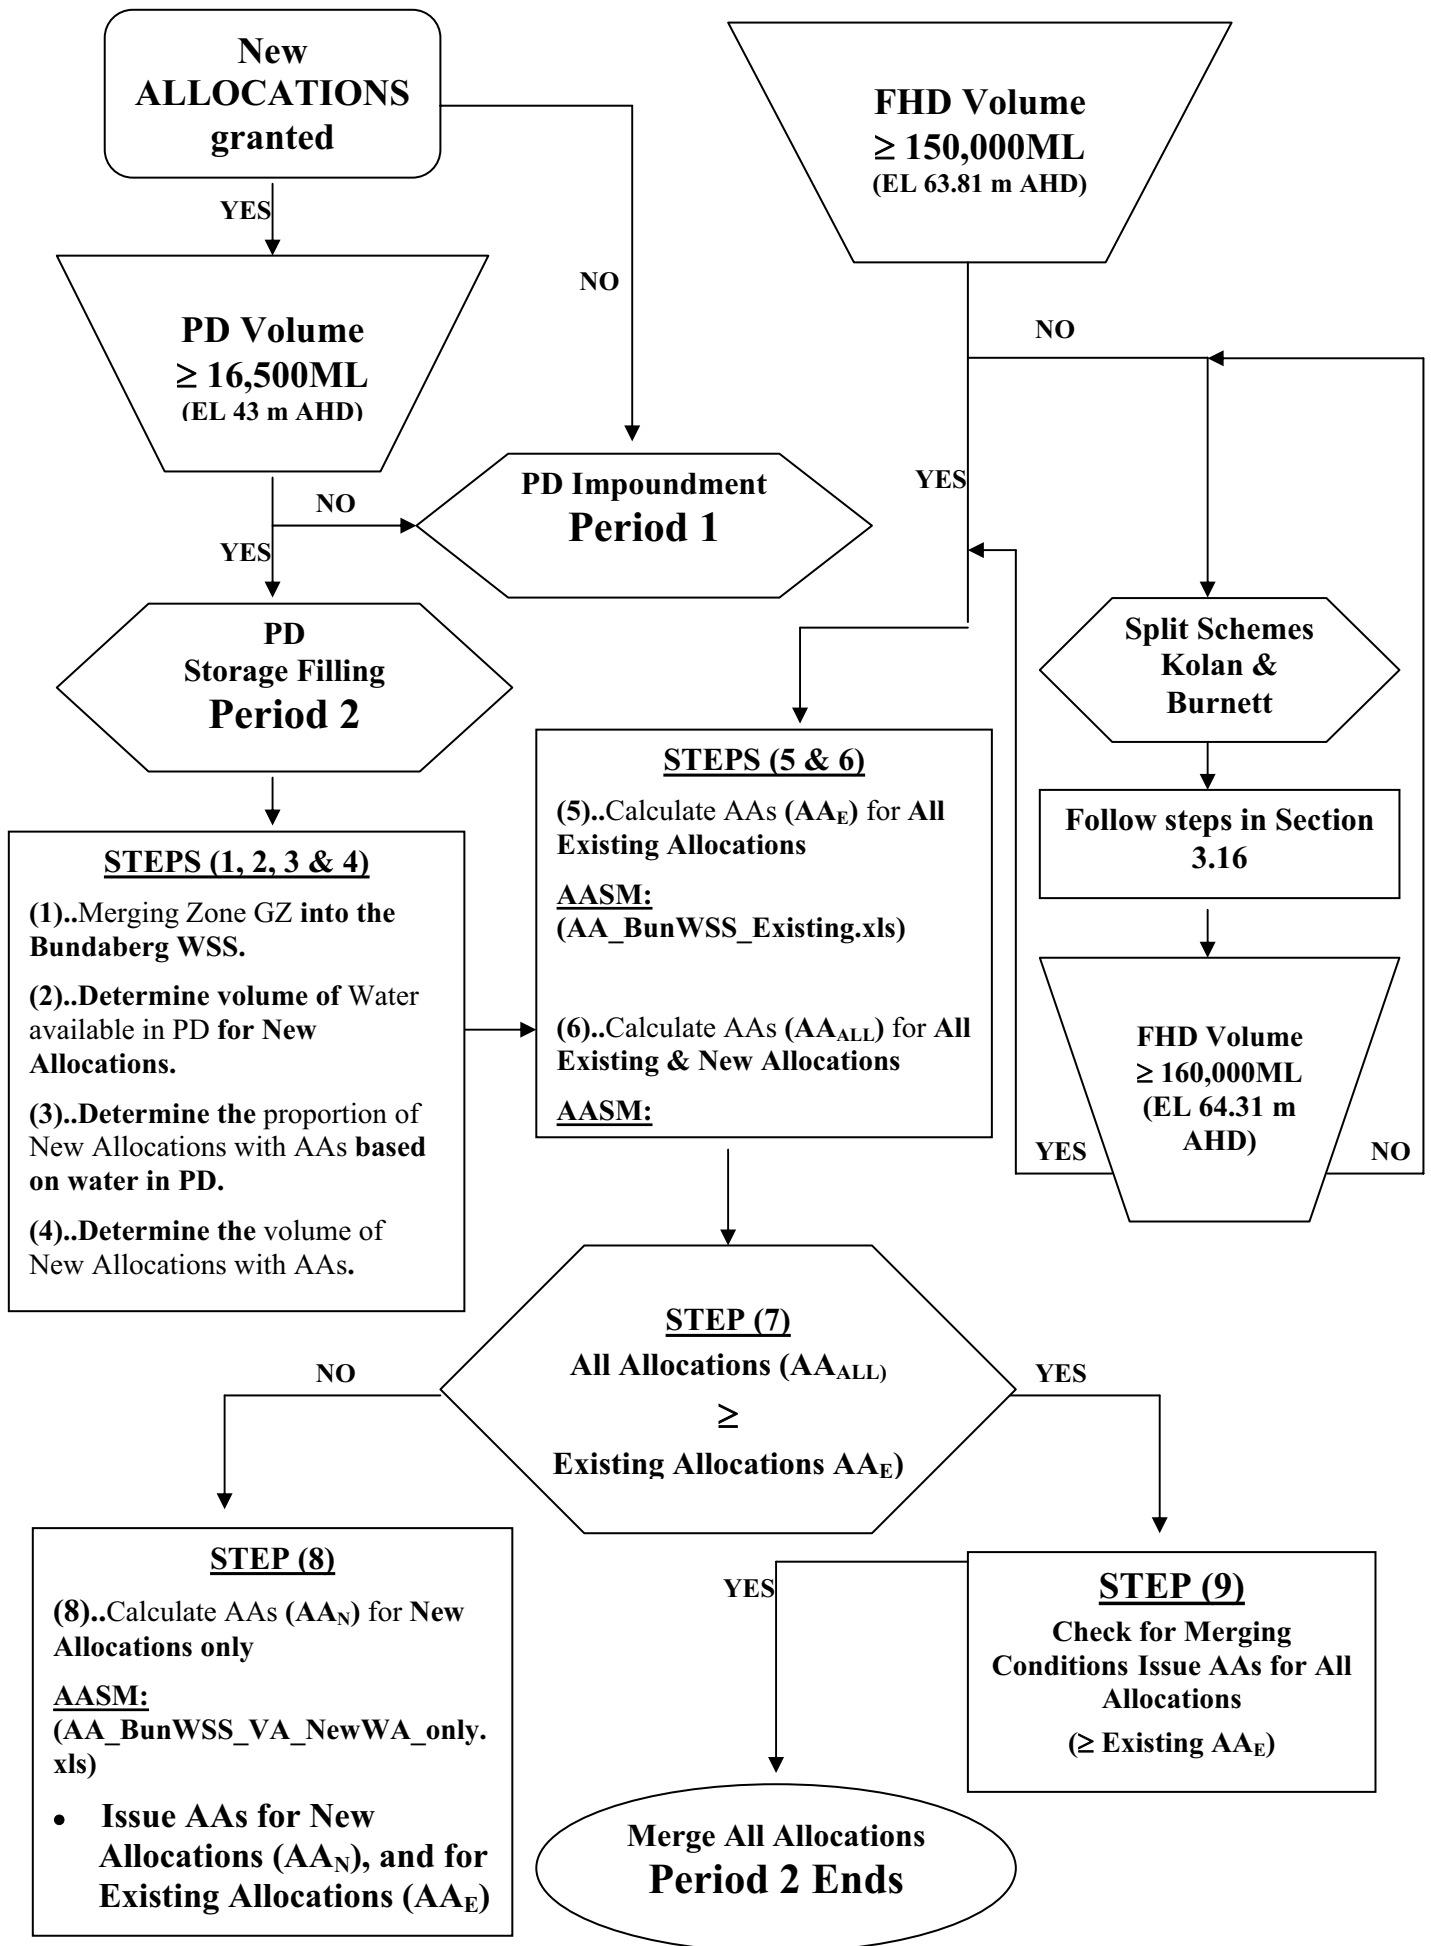 New
ALLOCATIONS
granted
YES
NO
PD Volume
≥ 16,500ML
(EL 43 m AHD)
NO
YES
PD Impoundment
Period 1
PD
Storage Filling
Period 2
STEPS (1, 2, 3 & 4)
(1)..Merging Zone GZ into the
Bundaberg WSS.
(2)..Determine volume of Water
available in PD for New
Allocations.
(3)..Determine the proportion of
New Allocations with AAs based
on water in PD.
(4)..Determine the volume of
New Allocations with AAs.
FHD Volume
≥ 150,000ML
(EL 63.81 m AHD)
NO
YES
Split Schemes
Kolan &
Burnett
Follow steps in Section
3.16
FHD Volume
≥ 160,000ML
(EL 64.31 m
AHD)
YES
NO
STEPS (5 & 6)
(5)..Calculate AAs (AAE) for All
Existing Allocations
AASM:
(AA_BunWSS_Existing.xls)
(6)..Calculate AAs (AAALL) for All
Existing & New Allocations
AASM:
STEP (7)
All Allocations (AAALL)
≥
Existing Allocations AAE)
NO
YES
STEP (8)
(8)..Calculate AAs (AAN) for New
Allocations only
AASM:
(AA_BunWSS_VA_NewWA_only.
xls)
• Issue AAs for New
Allocations (AAN), and for
Existing Allocations (AAE)
STEP (9)
Check for Merging
Conditions Issue AAs for All
Allocations
(≥ Existing AAE)
YES
Merge All Allocations
Period 2 Ends